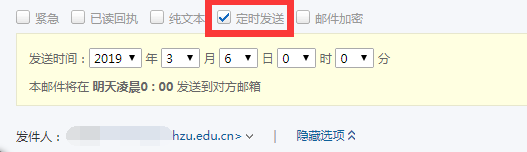 紧急 已读回执 纯文本 定时发送 邮件加密
发送时间：2019 年 3 月 6 日 0 时 0 分
本邮件将在 明天凌晨0：00 发送到对方邮箱
发件人： hzu.edu.cn> | 隐藏选项